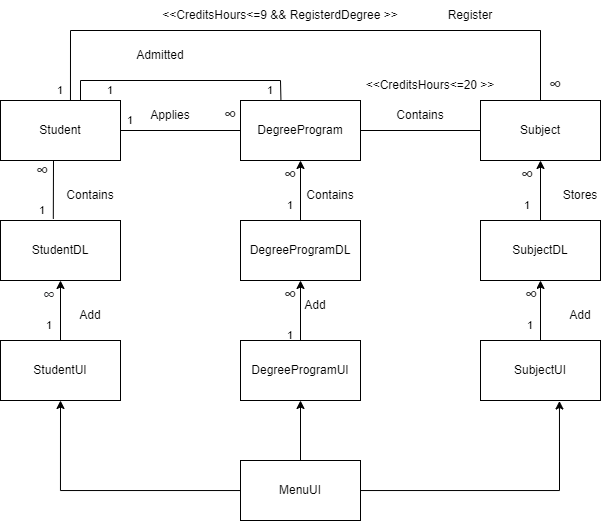 <<CreditsHours<=9 && RegisterdDegree >> Register
Admitted
<<CreditsHours<=20 >>
1 1 1 ∞
Applies ∞ Contains
1
Student DegreeProgram Subject
∞ ∞ ∞
Contains Contains Stores
1 1 1
StudentDL DegreeProgramDL SubjectDL
∞ ∞ ∞
Add Add Add
1 1 1
StudentUI DegreeProgramUI SubjectUI
MenuUI